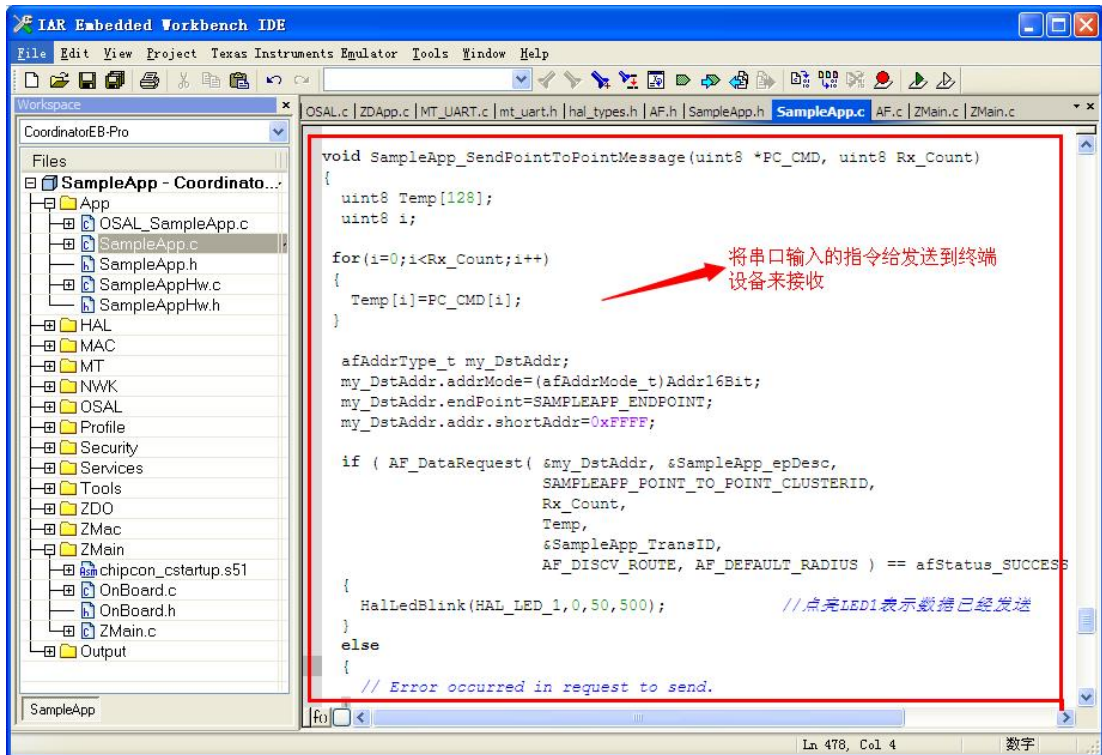 IAR Embedded Workbench IDE
File Edit View Project Texas Instruments Emulator Tools Window Help
Workspace
OSAL.c | ZDApp.c | MT_UART.c | mt_uart.h | hal_types.h | AF.h | SampleApp.h | SampleApp.c | AF.c | ZMain.c | ZMain.c
CoordinatorEB-Pro
Files
SampleApp - Coordinato...
App
OSAL_SampleApp.c
SampleApp.c
SampleApp.h
SampleAppHw.c
SampleAppHw.h
HAL
MAC
MT
NWK
OSAL
Profile
Security
Services
Tools
ZDO
ZMac
ZMain
chipcon_cstartup.s51
OnBoard.c
OnBoard.h
ZMain.c
Output
SampleApp
void SampleApp_SendPointToPointMessage(uint8 *PC_CMD, uint8 Rx_Count)
{
uint8 Temp[128];
uint8 i;
for(i=0;i<Rx_Count;i++)
{
Temp[i]=PC_CMD[i];
}
将串口输入的指令给发送到终端
设备来接收
afAddrType_t my_DstAddr;
my_DstAddr.addrMode=(afAddrMode_t)Addr16Bit;
my_DstAddr.endPoint=SAMPLEAPP_ENDPOINT;
my_DstAddr.addr.shortAddr=0xFFFF;
if ( AF_DataRequest( &my_DstAddr, &SampleApp_epDesc,
SAMPLEAPP_POINT_TO_POINT_CLUSTERID,
Rx_Count,
Temp,
&SampleApp_TransID,
AF_DISCV_ROUTE, AF_DEFAULT_RADIUS ) == afStatus_SUCCESS
{
HalLedBlink(HAL_LED_1,0,50,500); //点亮LED1表示数据已经发送
}
else
{
// Error occurred in request to send.
Ln 478, Col 4 数字